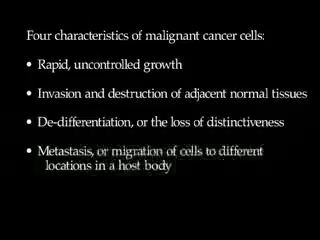 Four characteristics of malignant cancer cells:
• Rapid, uncontrolled growth
• Invasion and destruction of adjacent normal tissues
• De-differentiation, or the loss of distinctiveness
• Metastasis, or migration of cells to different
locations in a host body